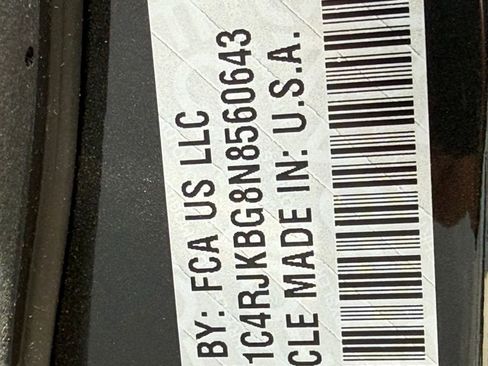 BY: FCA US LLC
1C4RJKBG8N8560643
CLE MADE IN: U.S.A.